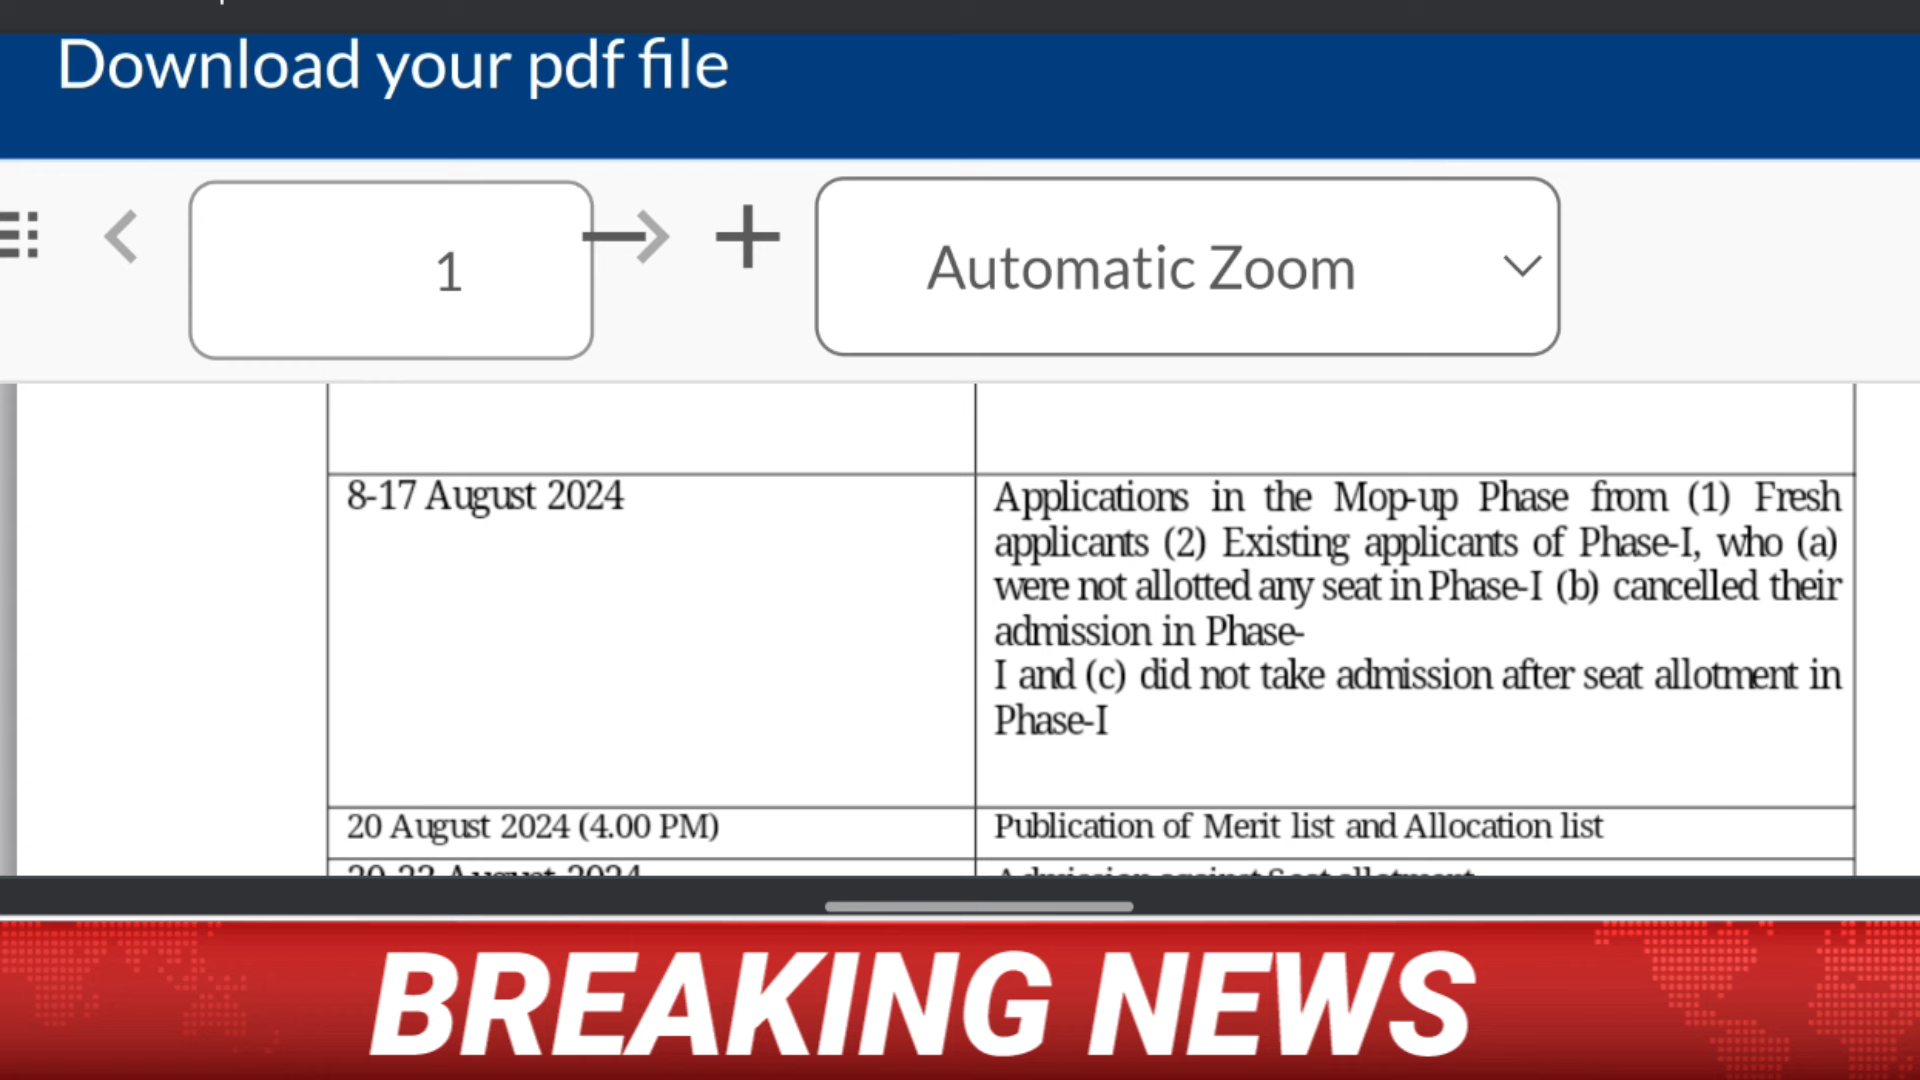 Download your pdf file
1
Automatic Zoom
8-17 August 2024
Applications in the Mop-up Phase from (1) Fresh
applicants (2) Existing applicants of Phase-I, who (a)
were not allotted any seat in Phase-I (b) cancelled their
admission in Phase-
I and (c) did not take admission after seat allotment in
Phase-I
20 August 2024 (4.00 PM)
Publication of Merit list and Allocation list
BREAKING NEWS